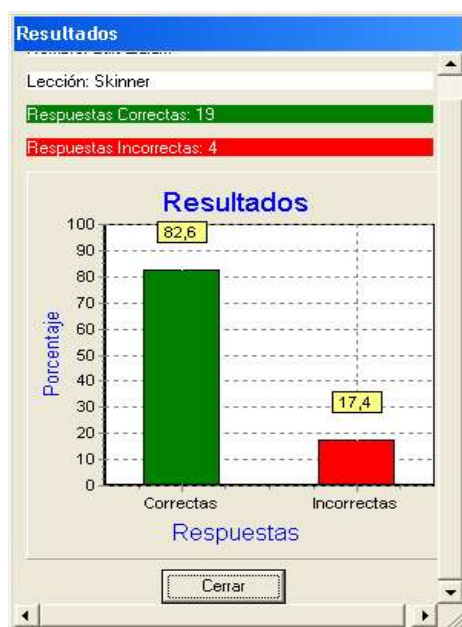 Resultados
Lección: Skinner
Respuestas Correctas: 19
Respuestas Incorrectas: 4
Resultados
100
90
80
70
60
50
40
30
20
10
0
Porcentaje
82,6
17,4
Correctas
Incorrectas
Respuestas
Cerrar